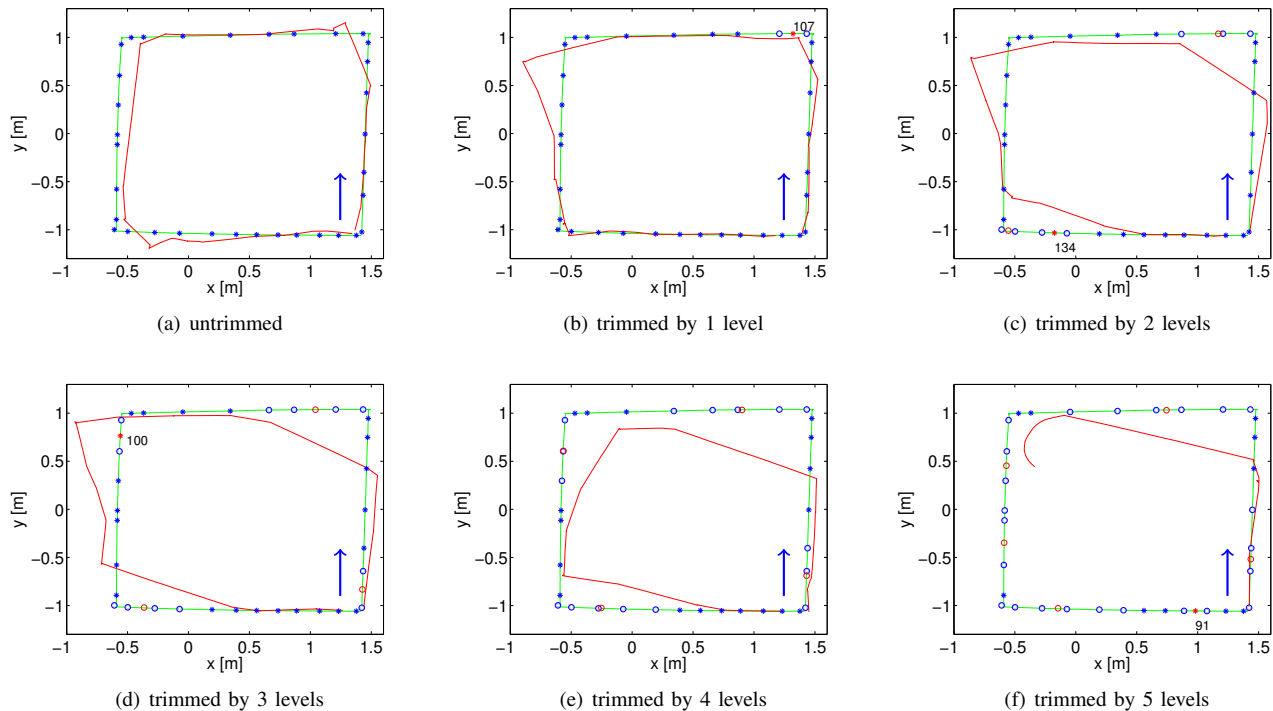 1
0.5
0
−0.5
−1
y [m]
−1 −0.5 0 0.5 1 1.5
x [m]
(a) untrimmed
107
1
0.5
0
−0.5
−1
y [m]
−1 −0.5 0 0.5 1 1.5
x [m]
(b) trimmed by 1 level
1
0.5
0
−0.5
−1
y [m]
134
−1 −0.5 0 0.5 1 1.5
x [m]
(c) trimmed by 2 levels
1
0.5
0
−0.5
−1
y [m]
100
−1 −0.5 0 0.5 1 1.5
x [m]
(d) trimmed by 3 levels
1
0.5
0
−0.5
−1
y [m]
−1 −0.5 0 0.5 1 1.5
x [m]
(e) trimmed by 4 levels
1
0.5
0
−0.5
−1
y [m]
91
−1 −0.5 0 0.5 1 1.5
x [m]
(f) trimmed by 5 levels